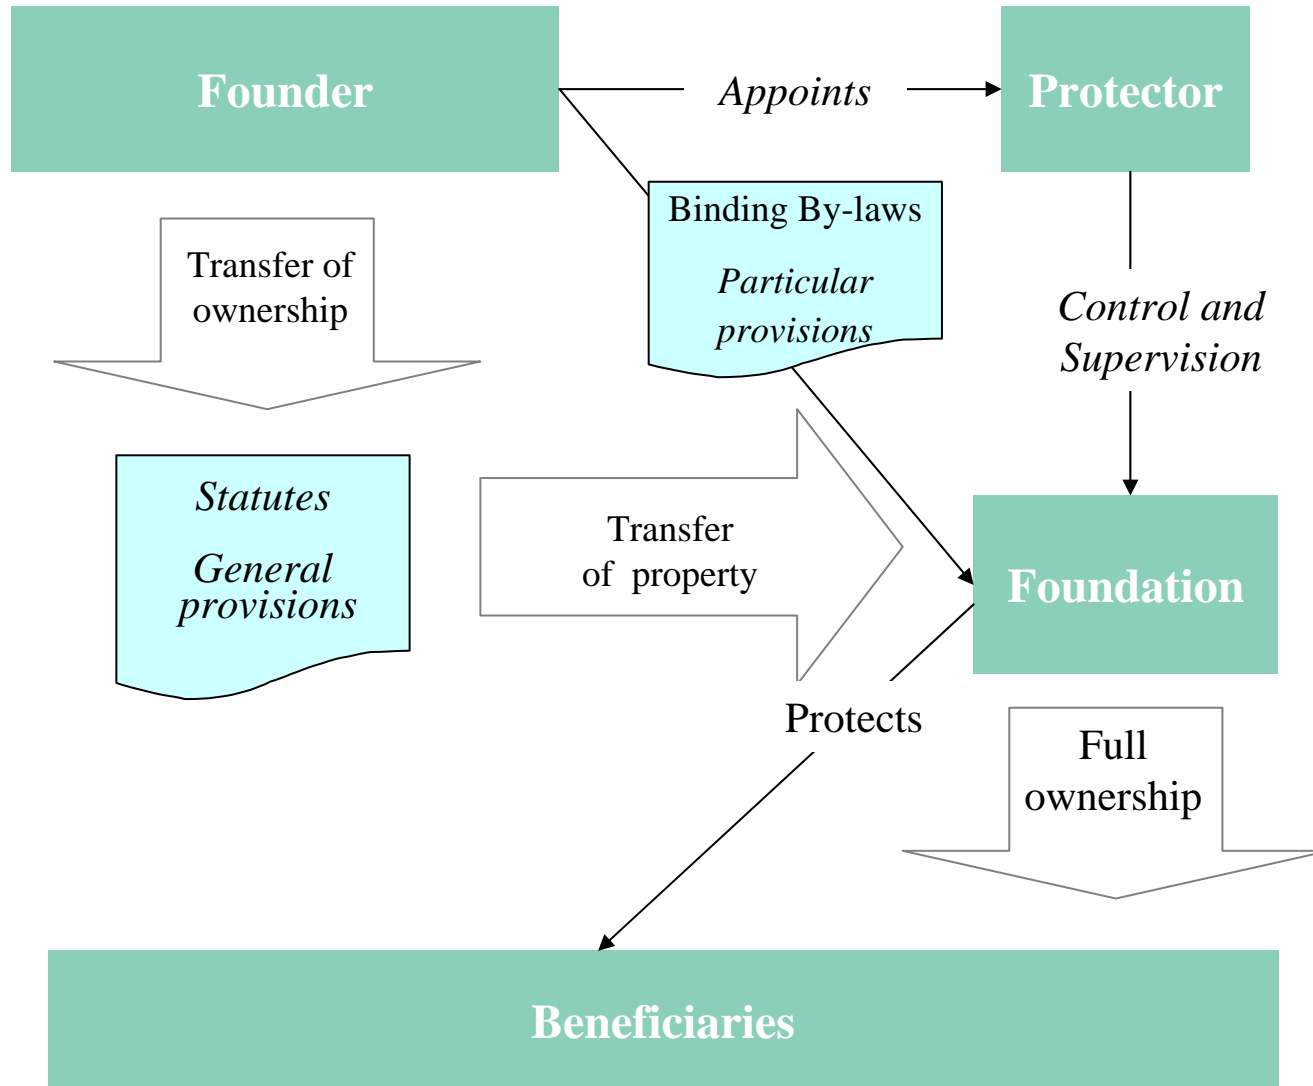 Founder
Appoints
Protector
Binding By-laws
Particular
provisions
Transfer of
ownership
Control and
Supervision
Statutes
General
provisions
Transfer
of property
Foundation
Protects
Full
ownership
Beneficiaries